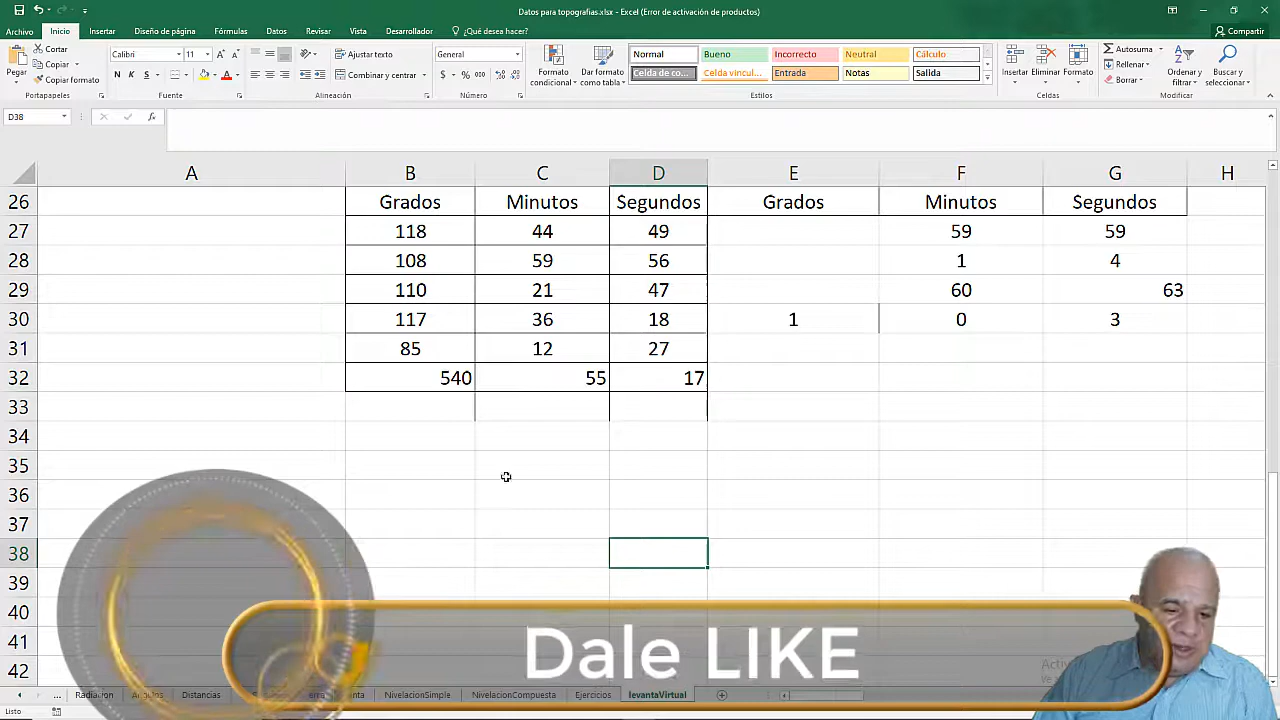 Datos para topografias.xlsx - Excel (Error de activación de productos)
Archivo Inicio Insertar Diseño de página Fórmulas Datos Revisar Vista Desarrollador ¿Qué desea hacer? Compartir
Pegar Cortar Copiar Copiar formato
Calibri 11 N K S
Ajustar texto Combinar y centrar
General $ % 000
Formato condicional Dar formato como tabla
Normal Bueno Incorrecto Neutral Cálculo
Celda de co... Celda vincul... Entrada Notas Salida
Insertar Eliminar Formato
Autosuma Rellenar Borrar
Ordenar y filtrar Buscar y seleccionar
Portapapeles Fuente Alineación Número Estilos Celdas Modificar
D38 fx
A B C D E F G H
26 Grados Minutos Segundos Grados Minutos Segundos
27 118 44 49 59 59
28 108 59 56 1 4
29 110 21 47 60 63
30 117 36 18 1 0 3
31 85 12 27
32 540 55 17
33
34
35
36
37
38
39
40
41
42
Dale LIKE
... Radiacion Distancias NivelacionSimple NivelacionCompuesta Ejercicios levantaVirtual
Listo